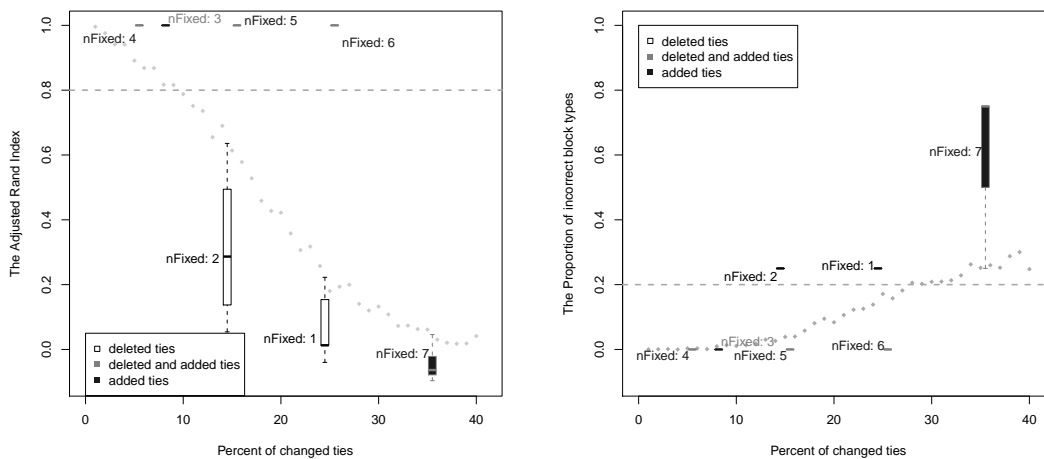 The Adjusted Rand Index
1.0
0.8
0.6
0.4
0.2
0.0
nFixed: 3
nFixed: 4
nFixed: 5
nFixed: 6
nFixed: 2
nFixed: 1
nFixed: 7
deleted ties
deleted and added ties
added ties
0 10 20 30 40
Percent of changed ties
The Proportion of incorrect block types
1.0
0.8
0.6
0.4
0.2
0.0
deleted ties
deleted and added ties
added ties
nFixed: 7
nFixed: 2
nFixed: 1
nFixed: 3
nFixed: 4
nFixed: 5
nFixed: 6
0 10 20 30 40
Percent of changed ties